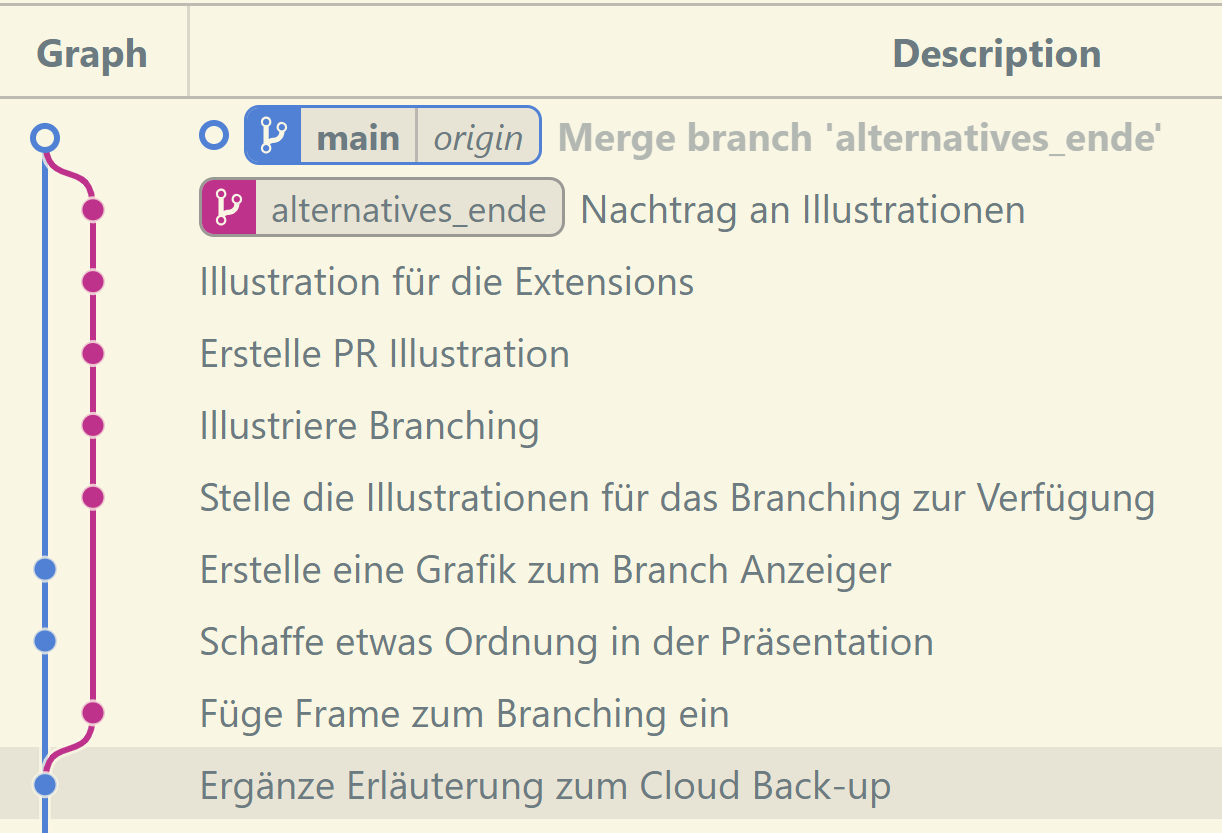 Graph Description
main origin Merge branch 'alternatives_ende'
alternatives_ende Nachtrag an Illustrationen
Illustration für die Extensions
Erstelle PR Illustration
Illustriere Branching
Stelle die Illustrationen für das Branching zur Verfügung
Erstelle eine Grafik zum Branch Anzeiger
Schaffe etwas Ordnung in der Präsentation
Füge Frame zum Branching ein
Ergänze Erläuterung zum Cloud Back-up